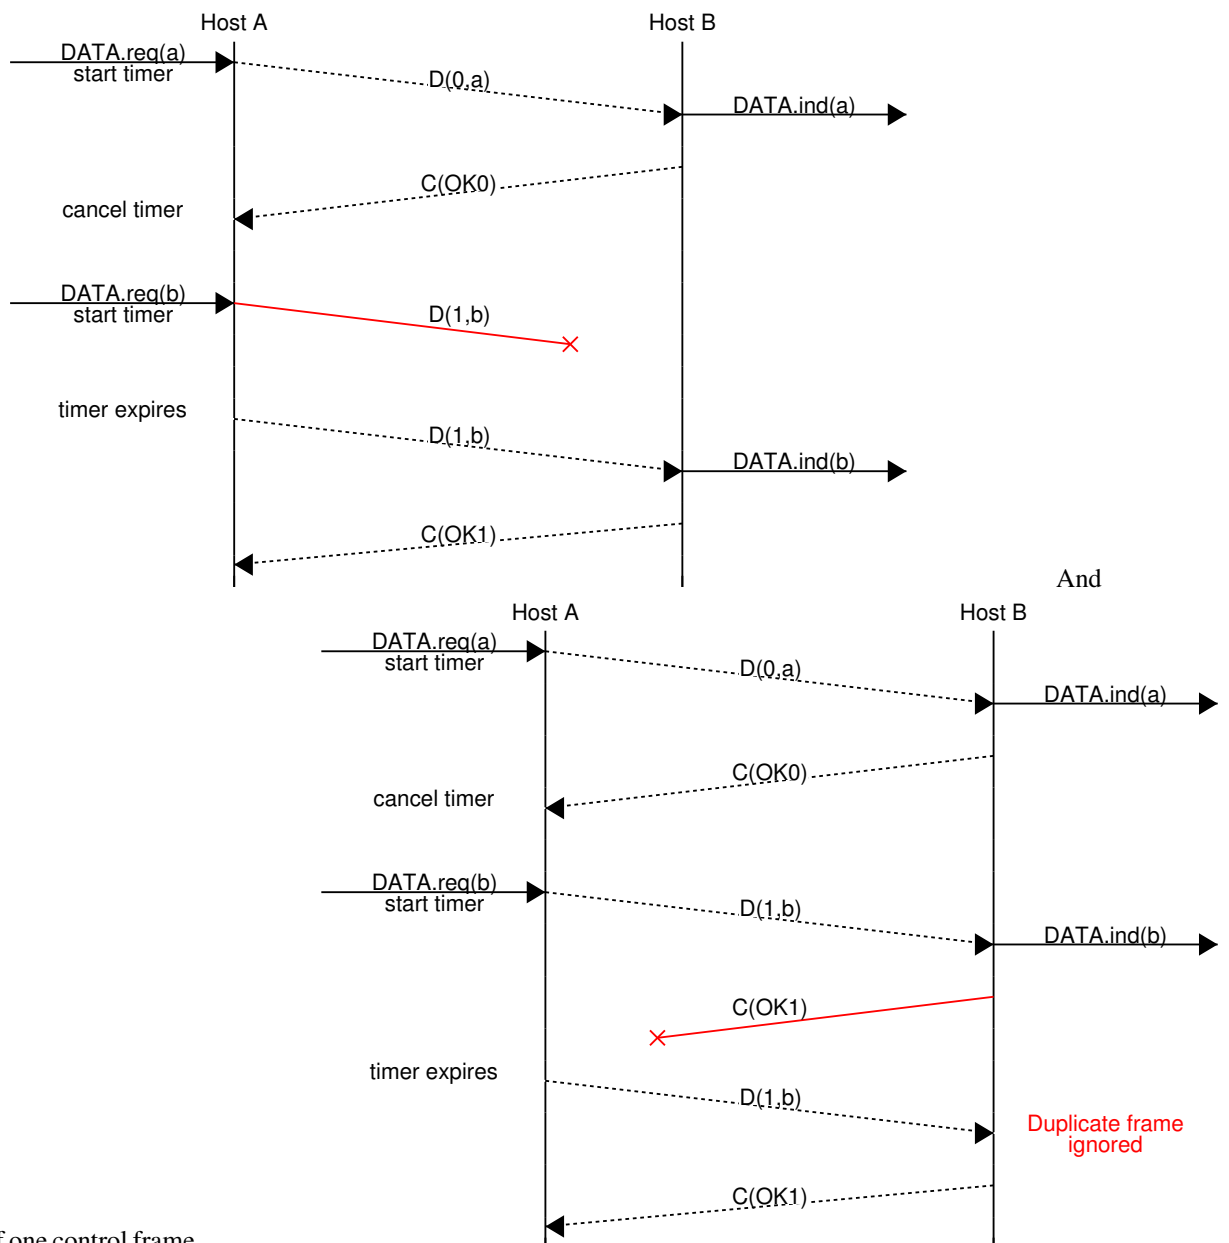 Host A
Host B
DATA.req(a)
start timer
D(0,a)
DATA.ind(a)
C(OK0)
cancel timer
DATA.req(b)
start timer
D(1,b)
timer expires
D(1,b)
DATA.ind(b)
C(OK1)
And
Host A
Host B
DATA.req(a)
start timer
D(0,a)
DATA.ind(a)
C(OK0)
cancel timer
DATA.req(b)
start timer
D(1,b)
DATA.ind(b)
C(OK1)
timer expires
D(1,b)
Duplicate frame
ignored
C(OK1)
one control frame